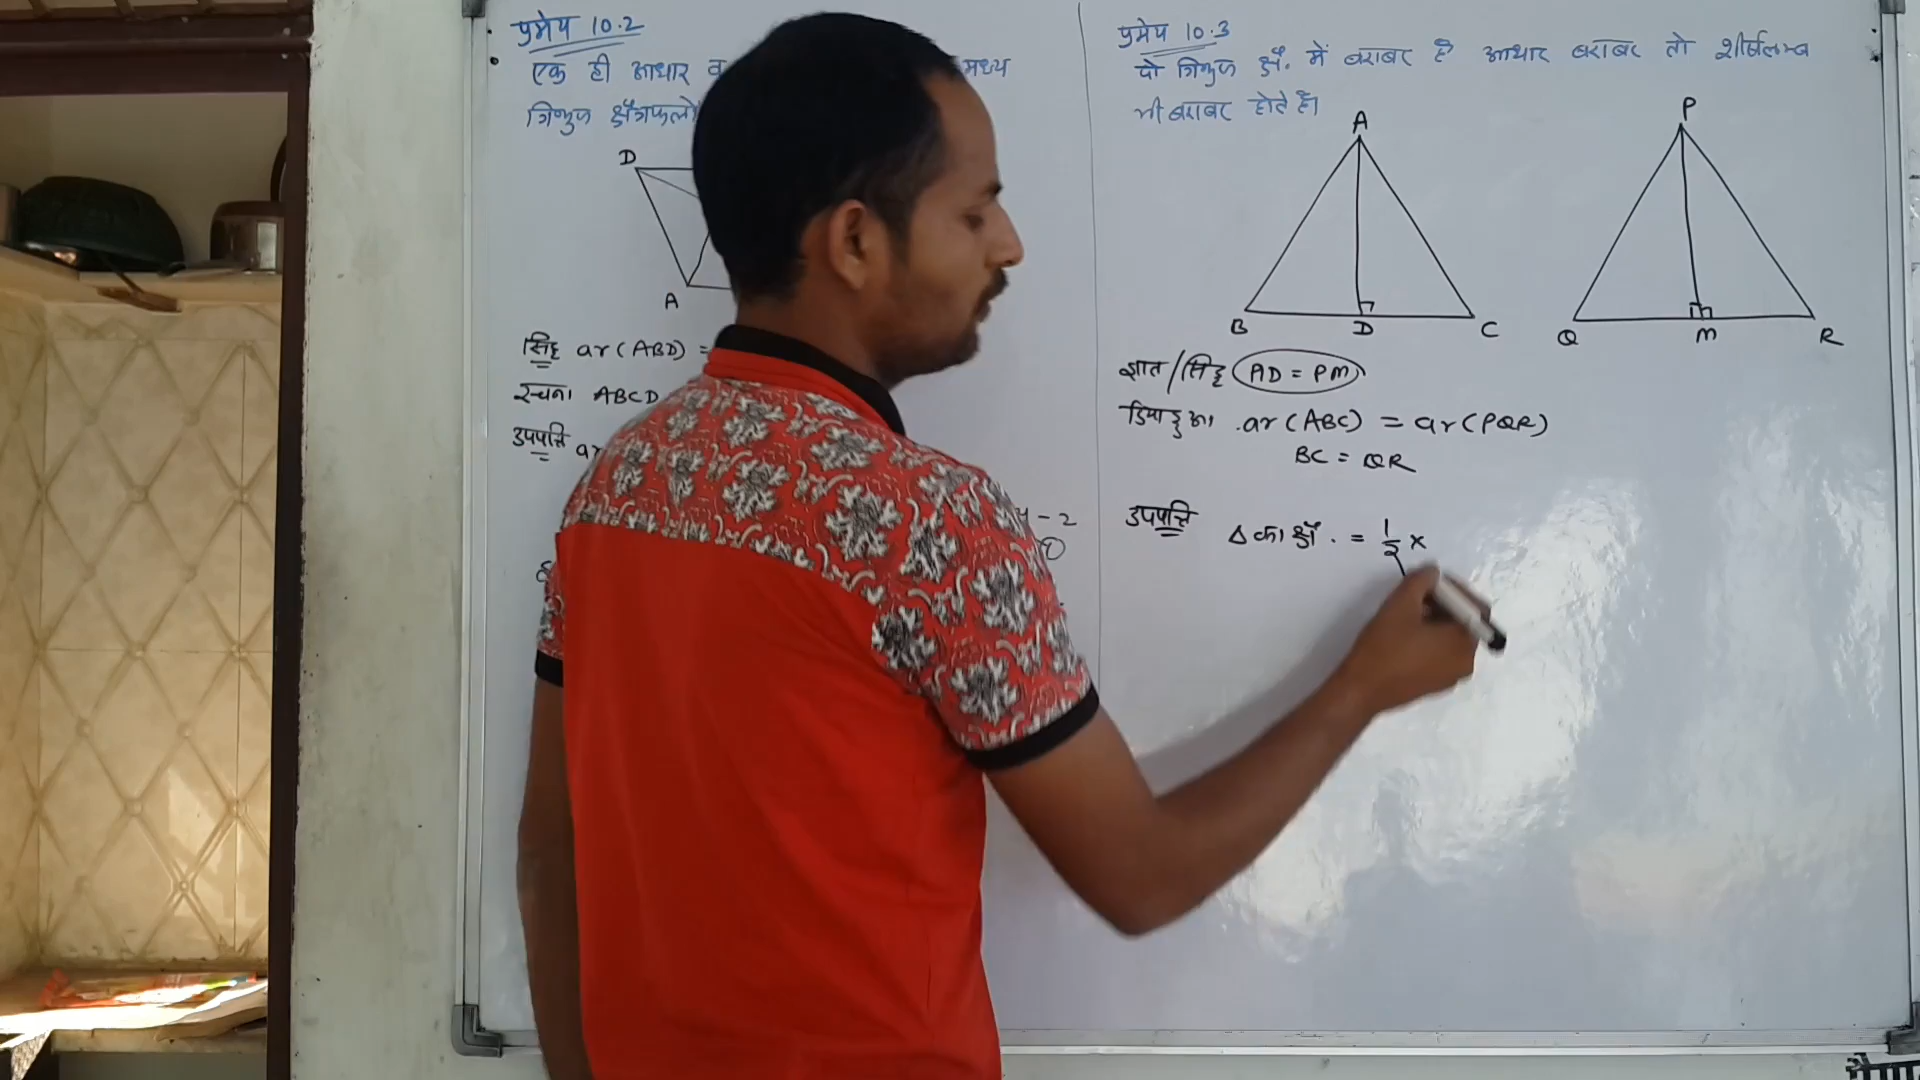 प्रमेय 10.2
एक ही आधार व मध्य
त्रिभुज क्षेत्रफलो
D
A
सिद्ध ar (ABD) =
रचना ABCD
उपपत्ति ar
- 2
①
प्रमेय 10.3
दो त्रिभुज क्षे. में बराबर है आधार बराबर तो शीर्षलम्ब
भी बराबर होते है।
A
P
B D C
Q M R
ज्ञात/सिद्ध AD = PM
दिया हुआ ar (ABC) = ar (PQR)
BC = QR
उपपत्ति Δ का क्षे. = 1/2 x